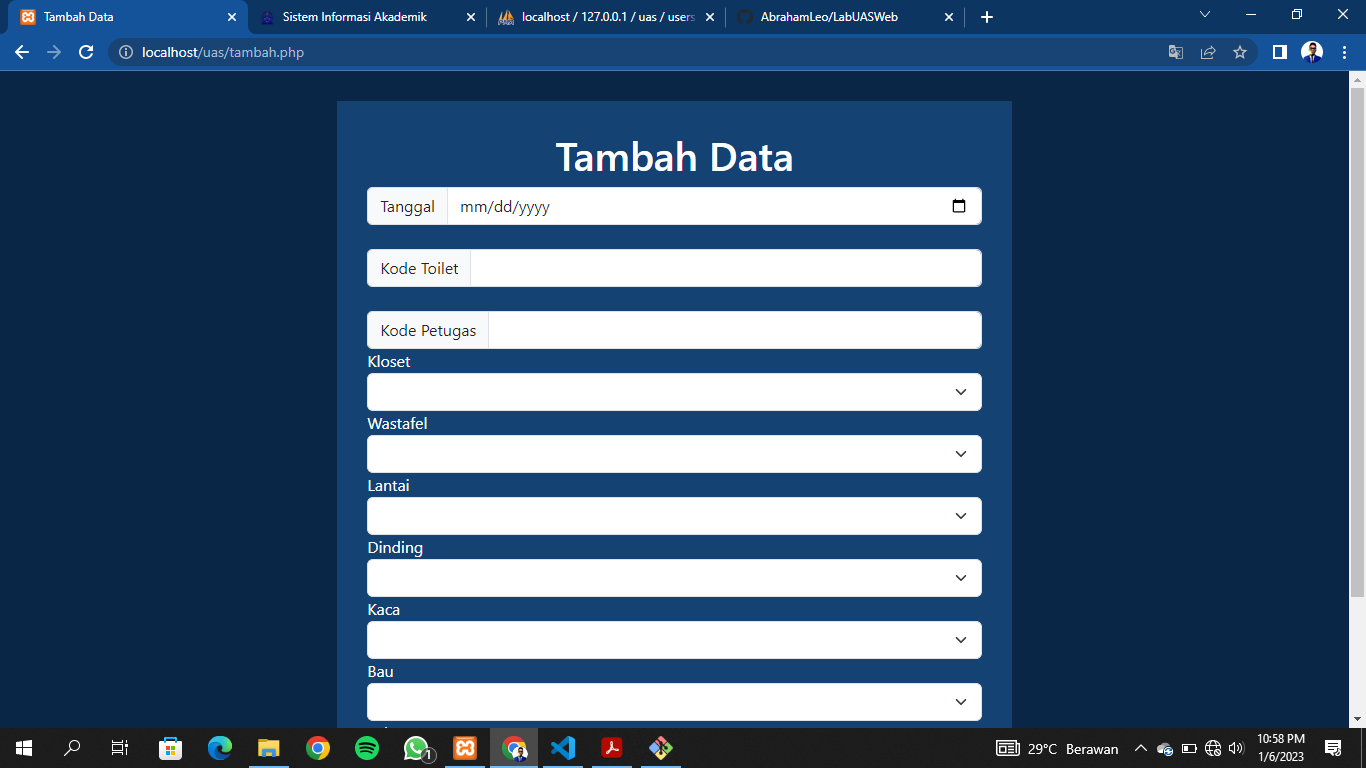 Tambah Data
Sistem Informasi Akademik
localhost / 127.0.0.1 / uas / users
AbrahamLeo/LabUASWeb
localhost/uas/tambah.php
Tambah Data
Tanggal
mm/dd/yyyy
Kode Toilet
Kode Petugas
Kloset
Wastafel
Lantai
Dinding
Kaca
Bau
1
29°C Berawan
10:58 PM
1/6/2023